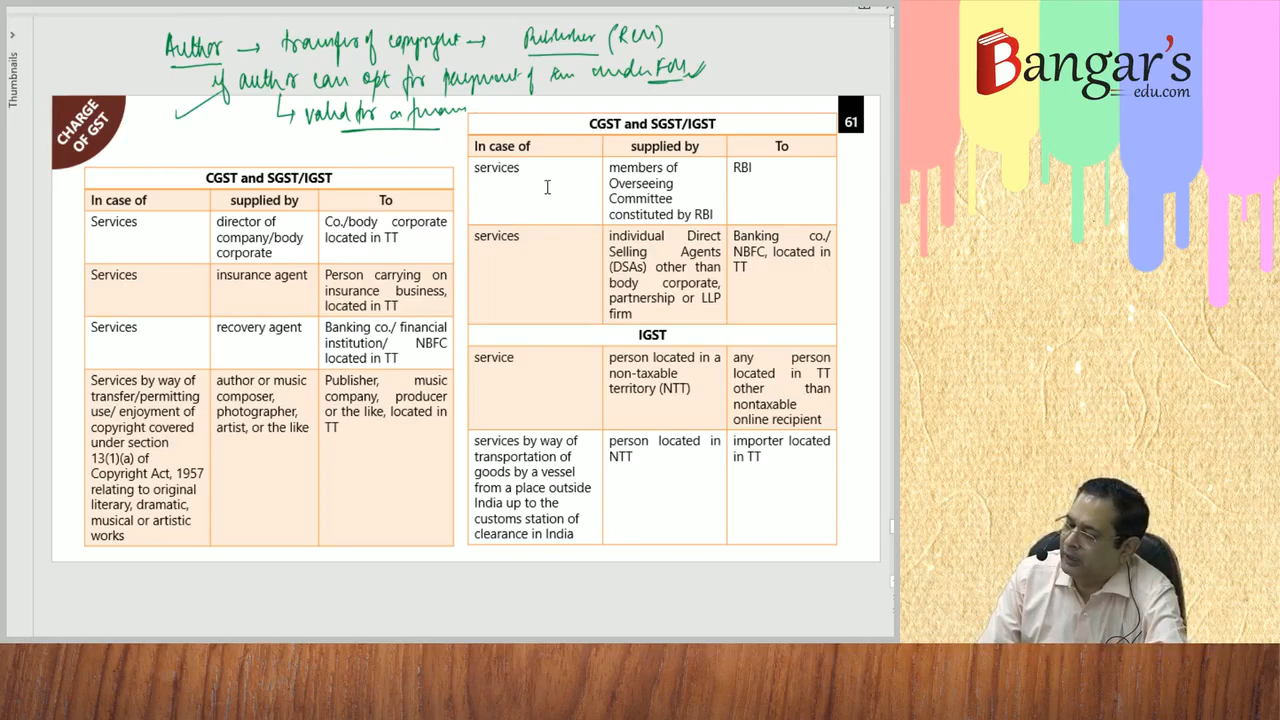 Thumbnails
Author → transfer of copyright → Publisher (RCM)
if author can opt for payment of tax under FCM
↳ valid for
CHARGE
OF GST
61
CGST and SGST/IGST
In case of supplied by To
Services director of company/body corporate Co./body corporate located in TT
Services insurance agent Person carrying on insurance business, located in TT
Services recovery agent Banking co./ financial institution/ NBFC located in TT
Services by way of transfer/permitting use/ enjoyment of copyright covered under section 13(1)(a) of Copyright Act, 1957 relating to original literary, dramatic, musical or artistic works author or music composer, photographer, artist, or the like Publisher, music company, producer or the like, located in TT
CGST and SGST/IGST
In case of supplied by To
services members of Overseeing Committee constituted by RBI RBI
services individual Direct Selling Agents (DSAs) other than body corporate, partnership or LLP firm Banking co./ NBFC, located in TT
IGST
service person located in a non-taxable territory (NTT) any person located in TT other than nontaxable online recipient
services by way of transportation of goods by a vessel from a place outside India up to the customs station of clearance in India person located in NTT importer located in TT
Bangar's
edu.com